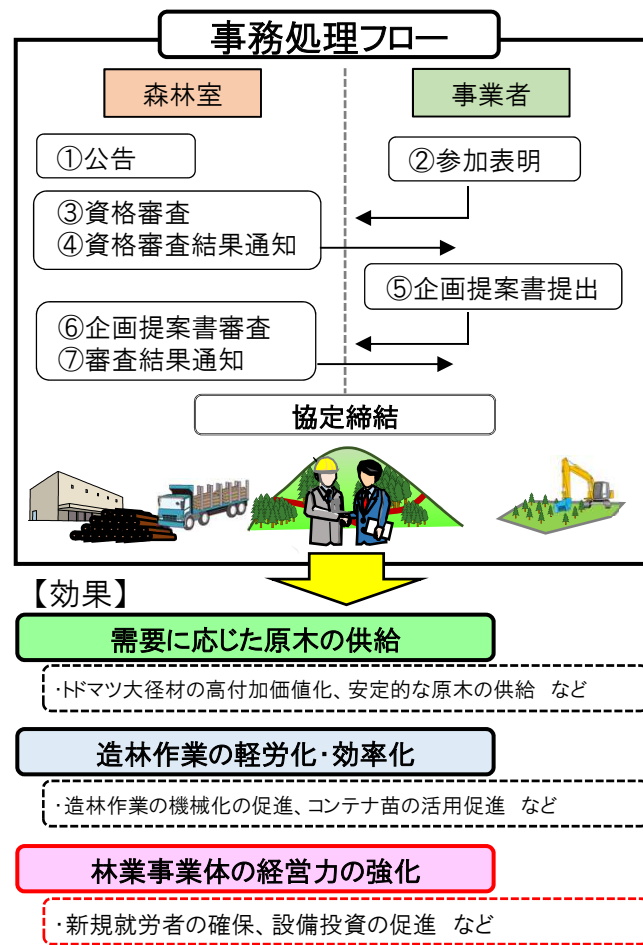 事務処理フロー
森林室
事業者
①公告
②参加表明
③資格審査
④資格審査結果通知
⑤企画提案書提出
⑥企画提案書審査
⑦審査結果通知
協定締結
【効果】
需要に応じた原木の供給
・トドマツ大径材の高付加価値化、安定的な原木の供給 など
造林作業の軽労化・効率化
・造林作業の機械化の促進、コンテナ苗の活用促進 など
林業事業体の経営力の強化
・新規就労者の確保、設備投資の促進 など